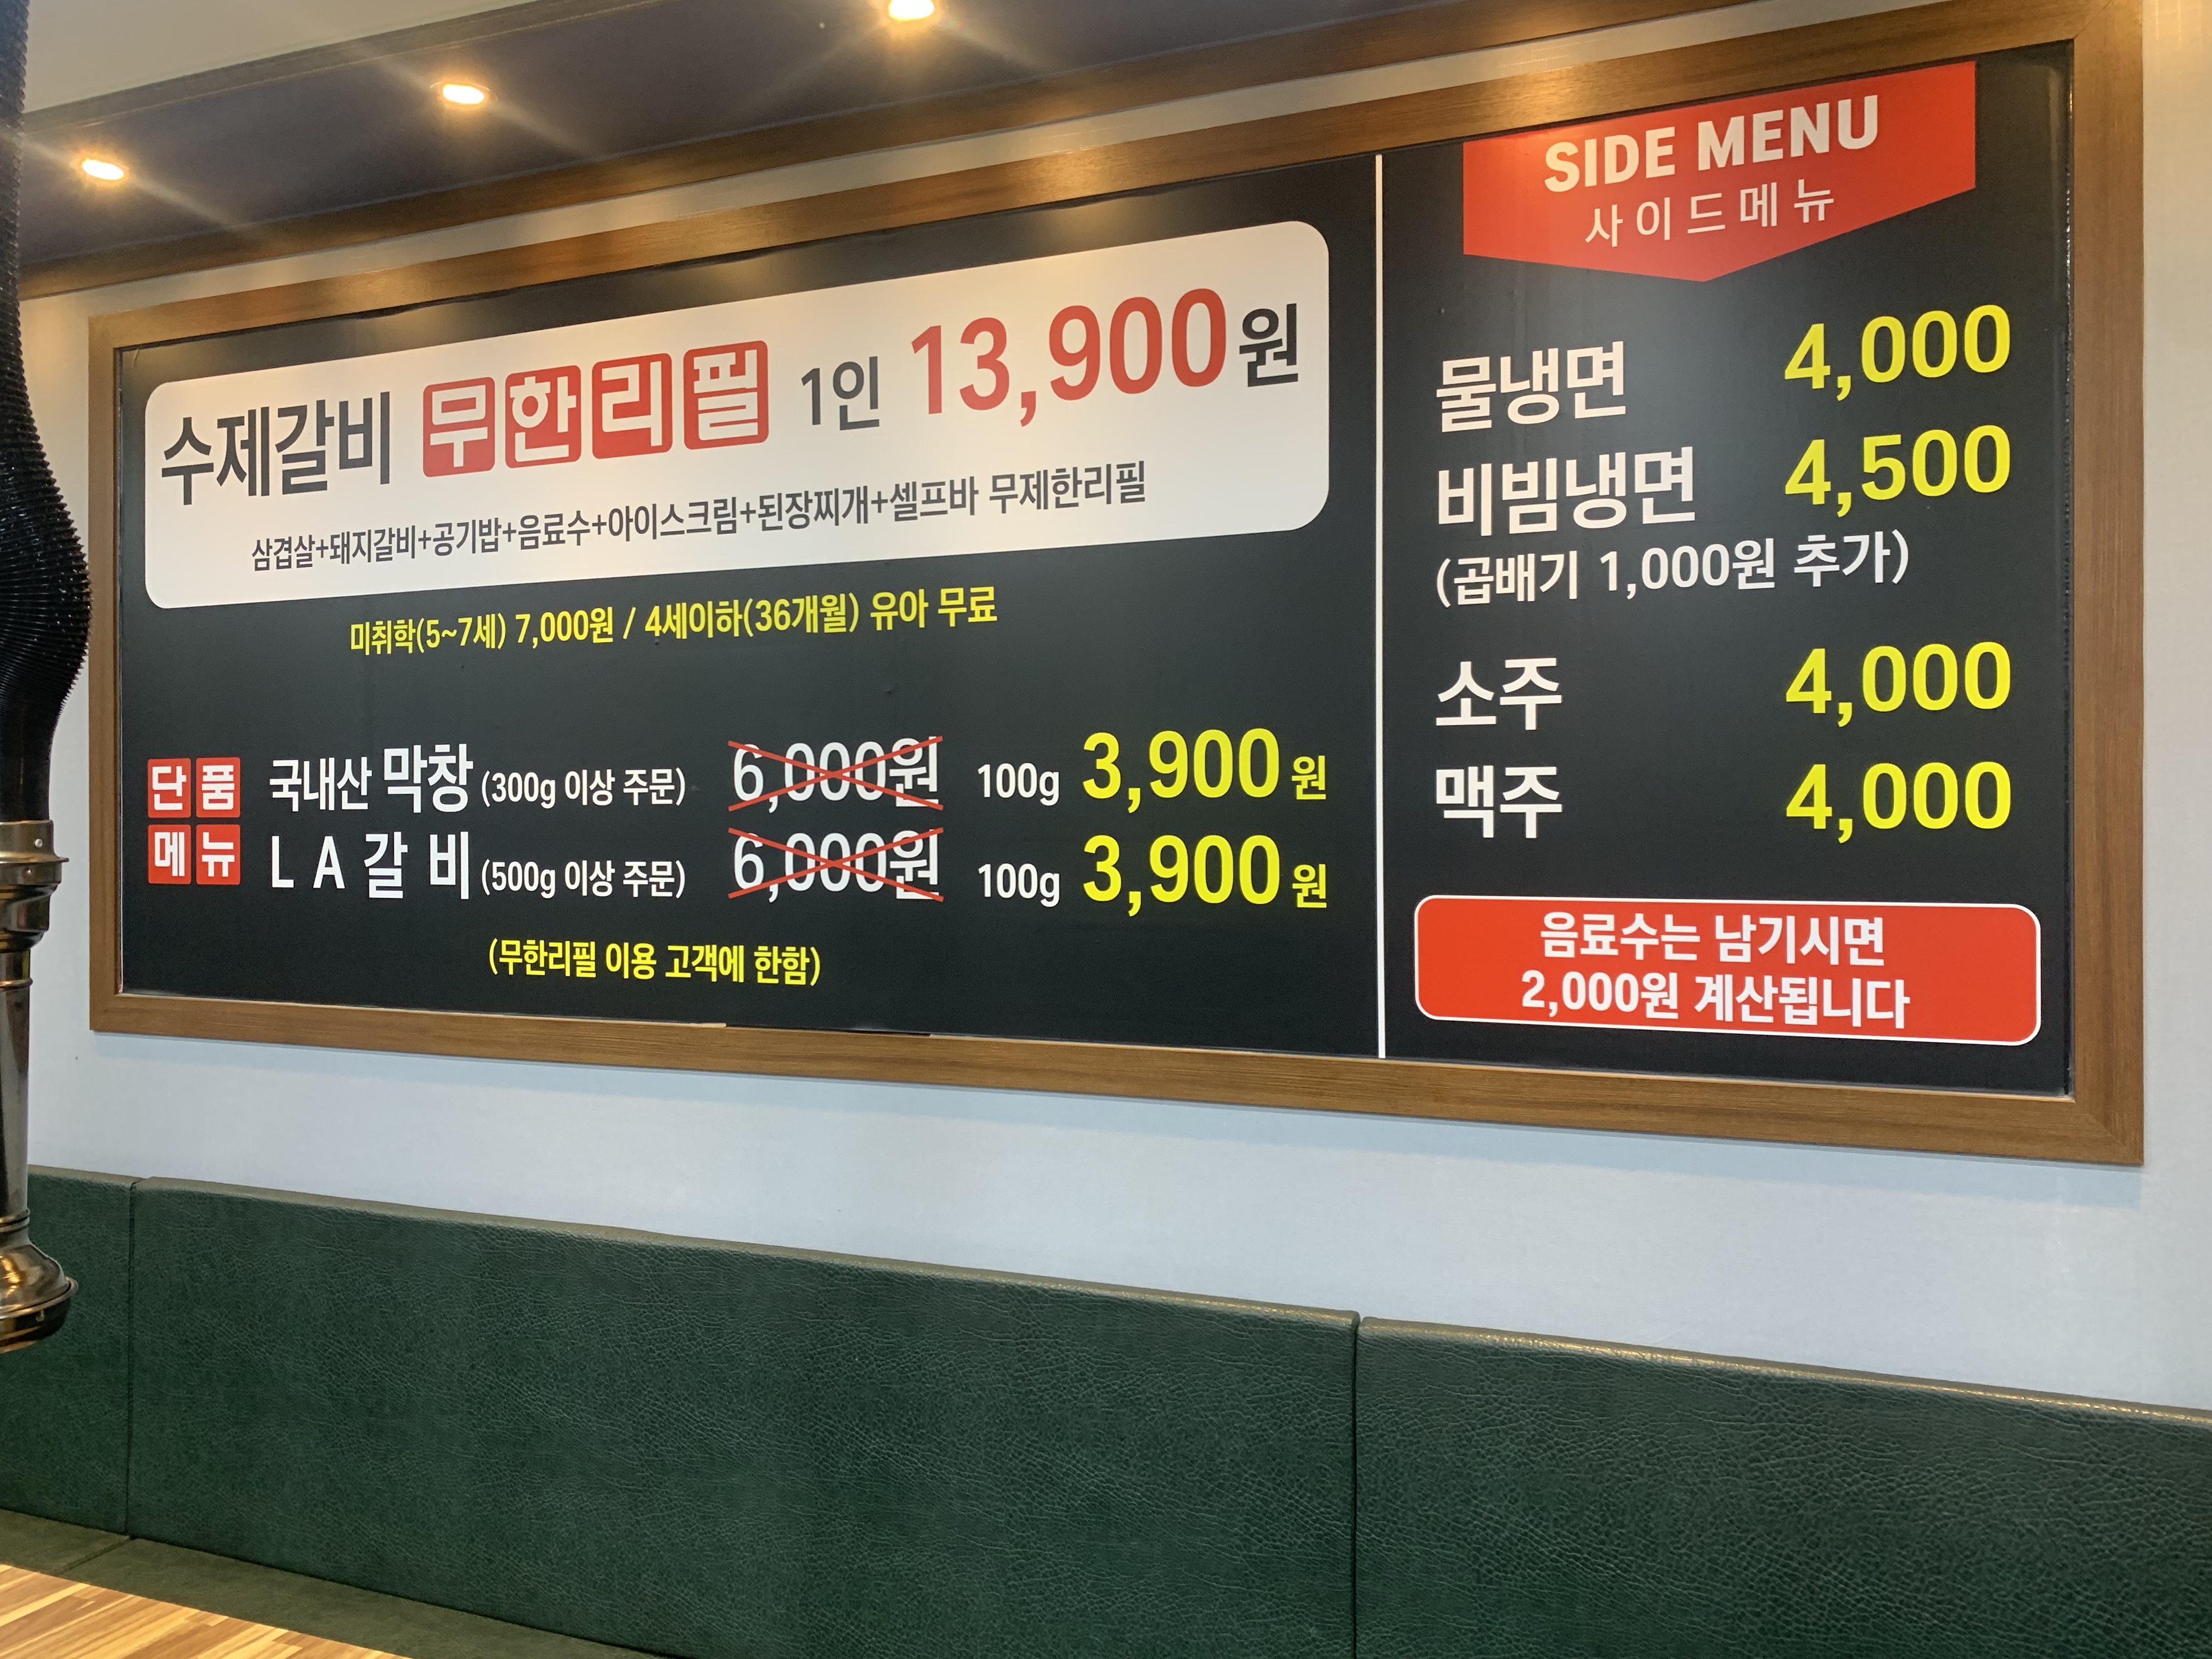 수제갈비 무한리필 1인 13,900원
삼겹살+돼지갈비+공기밥+음료수+아이스크림+된장찌개+셀프바 무제한리필
미취학(5~7세) 7,000원 / 4세이하(36개월) 유아 무료
단품
메뉴
국내산 막창 (300g 이상 주문) 6,000원 100g 3,900 원
LA갈비 (500g 이상 주문) 6,000원 100g 3,900 원
(무한리필 이용 고객에 한함)
SIDE MENU
사이드메뉴
물냉면 4,000
비빔냉면 4,500
(곱배기 1,000원 추가)
소주 4,000
맥주 4,000
음료수는 남기시면
2,000원 계산됩니다